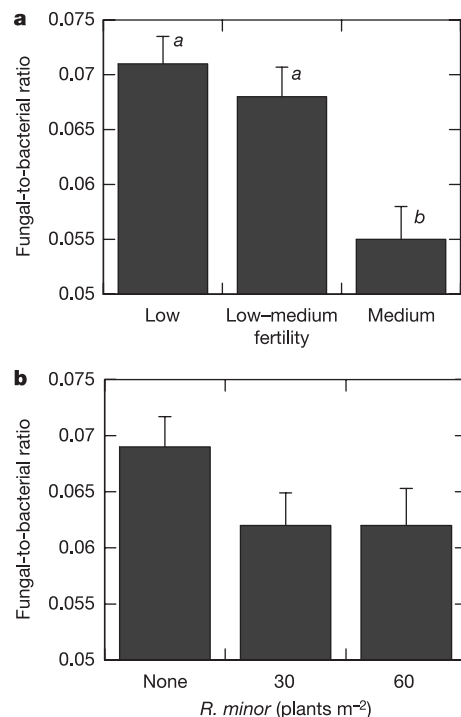 a
Fungal-to-bacterial ratio
0.075
0.07
0.065
0.06
0.055
0.05
a
a
b
Low
Low–medium
fertility
Medium
b
Fungal-to-bacterial ratio
0.075
0.07
0.065
0.06
0.055
0.05
None
30
60
R. minor (plants m⁻²)